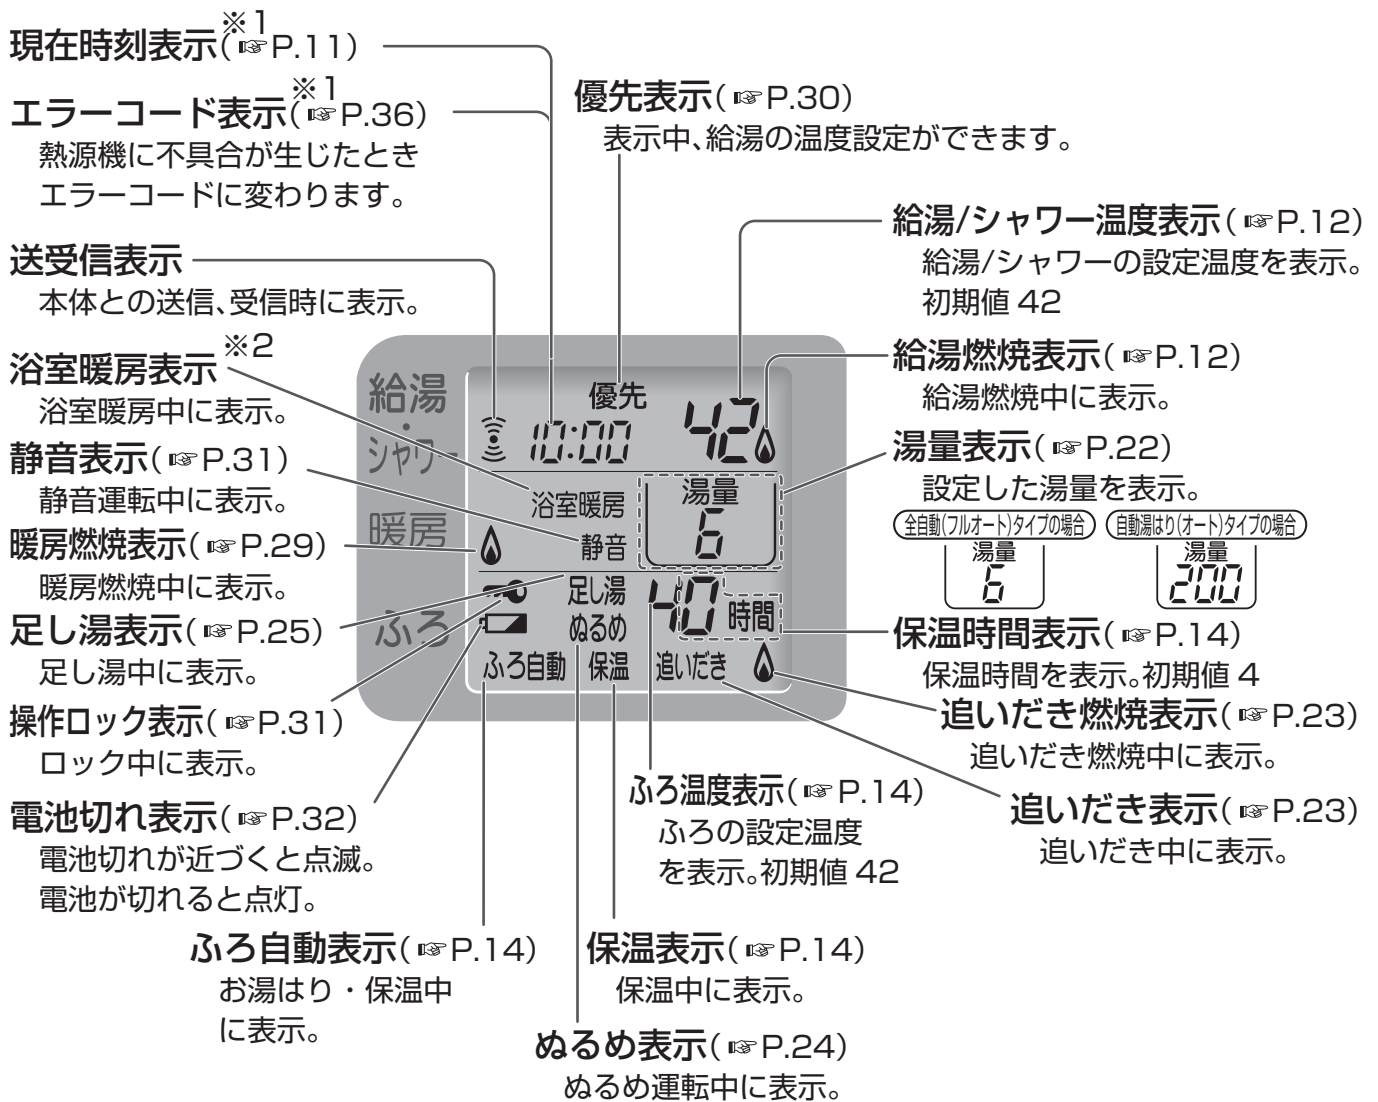 現在時刻表示(☞P.11)※1
エラーコード表示(☞P.36)※1
熱源機に不具合が生じたとき
エラーコードに変わります。
送受信表示
本体との送信、受信時に表示。
浴室暖房表示※2
浴室暖房中に表示。
静音表示(☞P.31)
静音運転中に表示。
暖房燃焼表示(☞P.29)
暖房燃焼中に表示。
足し湯表示(☞P.25)
足し湯中に表示。
操作ロック表示(☞P.31)
ロック中に表示。
電池切れ表示(☞P.32)
電池切れが近づくと点滅。
電池が切れると点灯。
ふろ自動表示(☞P.14)
お湯はり・保温中
に表示。
優先表示(☞P.30)
表示中、給湯の温度設定ができます。
給湯
・
シャワー
暖房
ふろ
優先
10:00
42
浴室暖房
静音
湯量
6
足し湯
ぬるめ
40
時間
ふろ自動
保温
追いだき
給湯/シャワー温度表示(☞P.12)
給湯/シャワーの設定温度を表示。
初期値 42
給湯燃焼表示(☞P.12)
給湯燃焼中に表示。
湯量表示(☞P.22)
設定した湯量を表示。
全自動(フルオート)タイプの場合
湯量
6
自動湯はり(オート)タイプの場合
湯量
200
保温時間表示(☞P.14)
保温時間を表示。初期値 4
追いだき燃焼表示(☞P.23)
追いだき燃焼中に表示。
追いだき表示(☞P.23)
追いだき中に表示。
ふろ温度表示(☞P.14)
ふろの設定温度
を表示。初期値 42
保温表示(☞P.14)
保温中に表示。
ぬるめ表示(☞P.24)
ぬるめ運転中に表示。